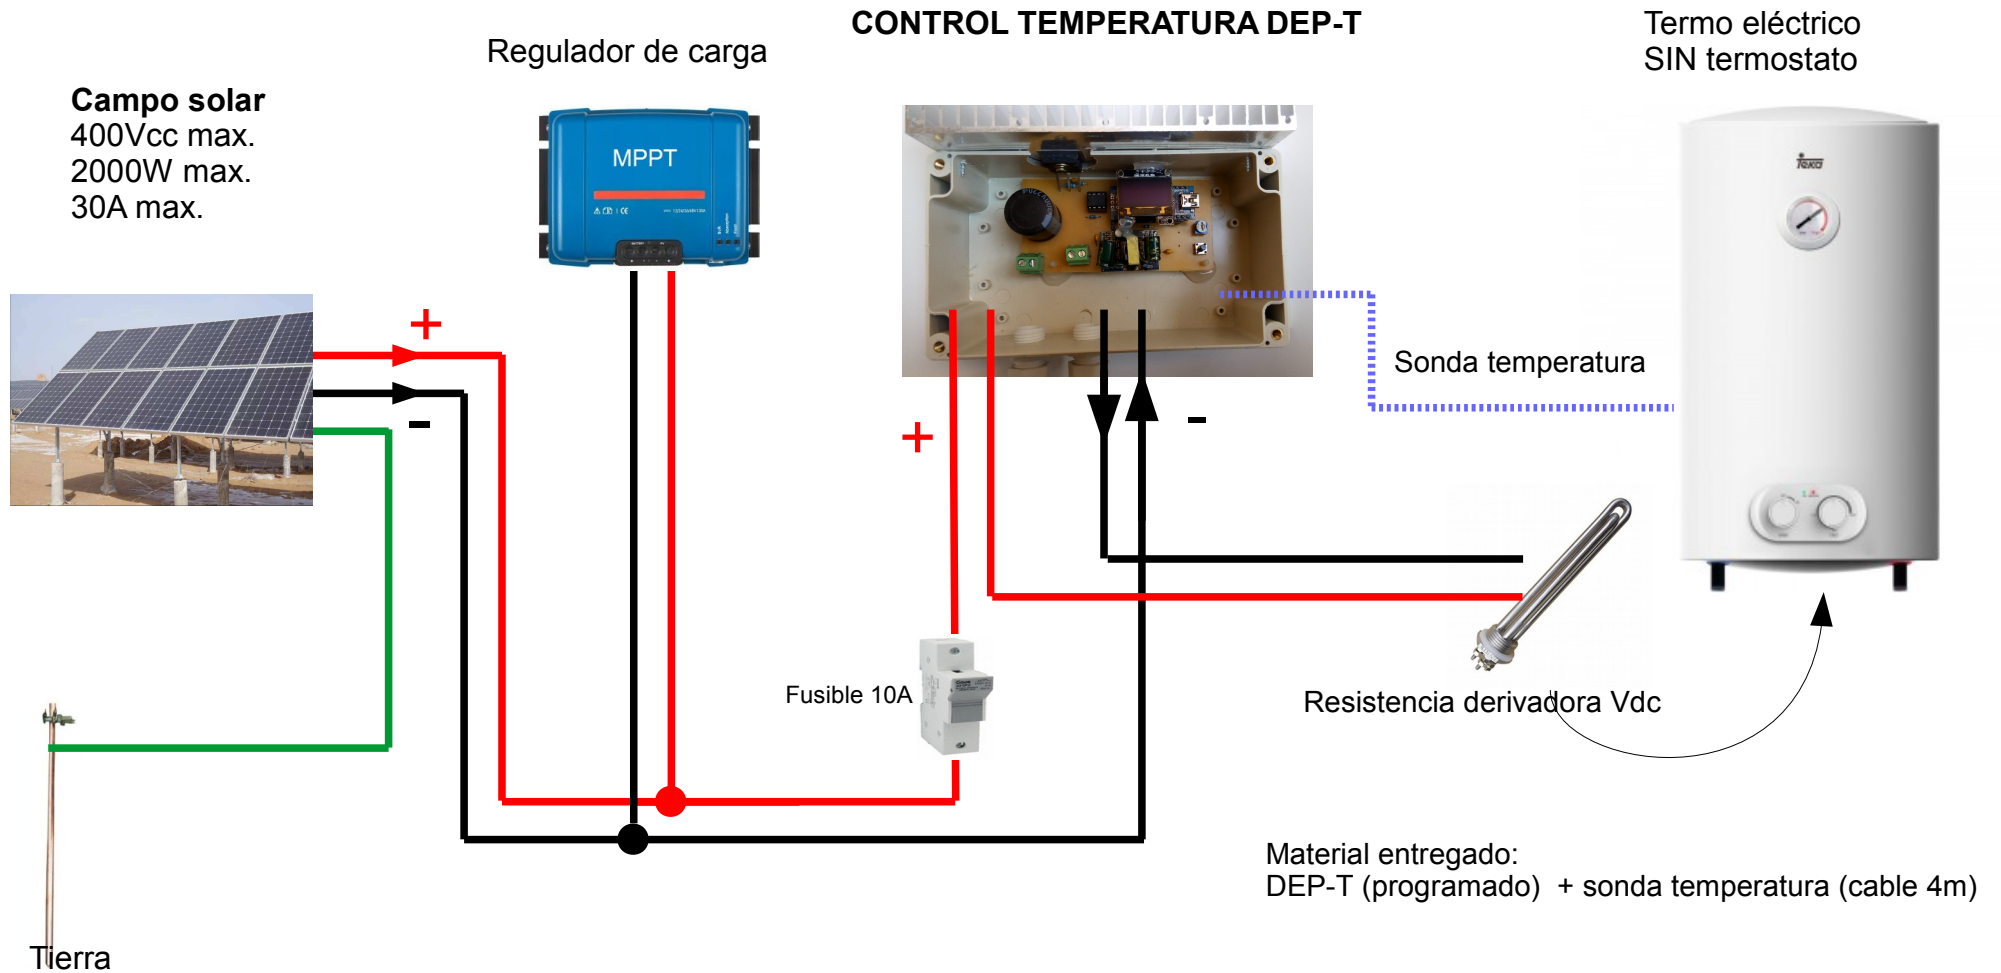 CONTROL TEMPERATURA DEP-T
Termo eléctrico
SIN termostato
Regulador de carga
Campo solar
400Vcc max.
2000W max.
30A max.
MPPT
Teka
+
-
+
-
Sonda temperatura
Fusible 10A
Resistencia derivadora Vdc
Material entregado:
DEP-T (programado) + sonda temperatura (cable 4m)
Tierra